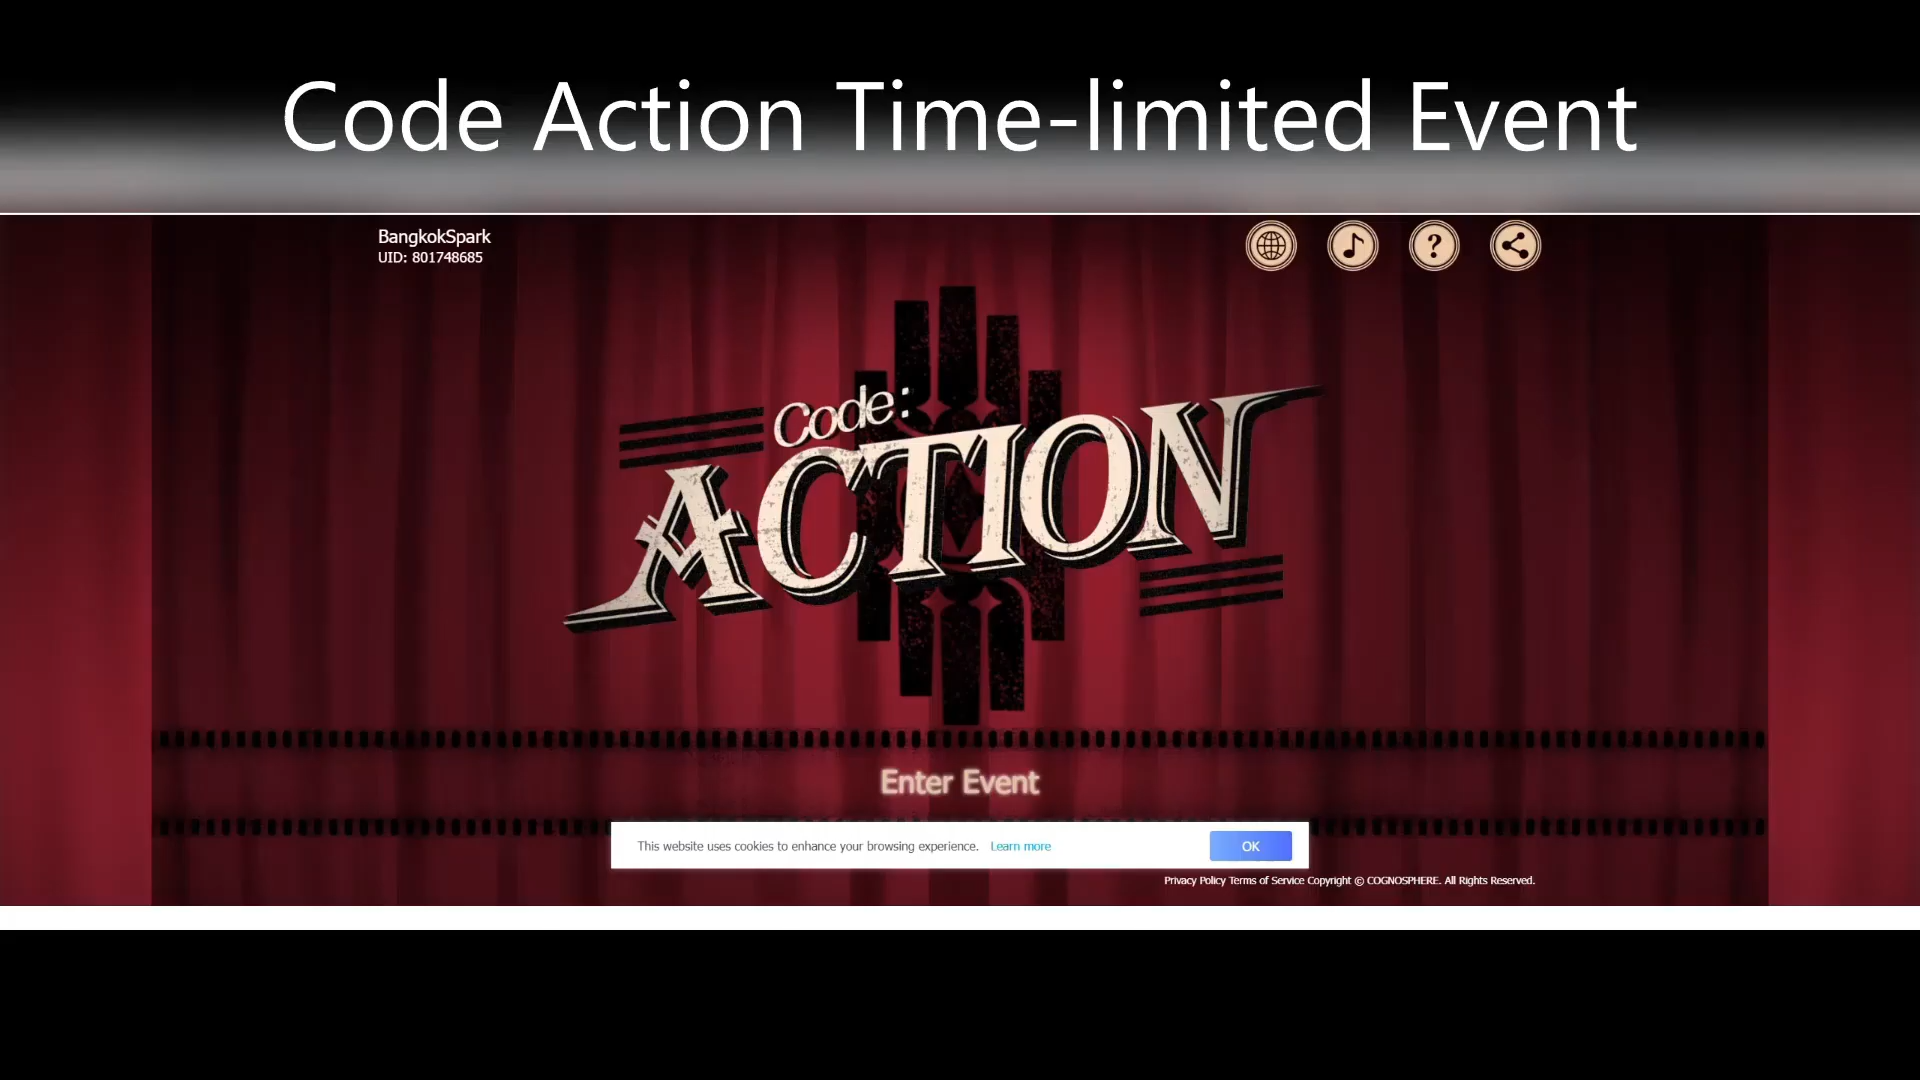 Code Action Time-limited Event
BangkokSpark
UID: 801748685
?
Code:
ACTION
Enter Event
This website uses cookies to enhance your browsing experience. Learn more
OK
Privacy Policy Terms of Service Copyright © COGNOSPHERE. All Rights Reserved.